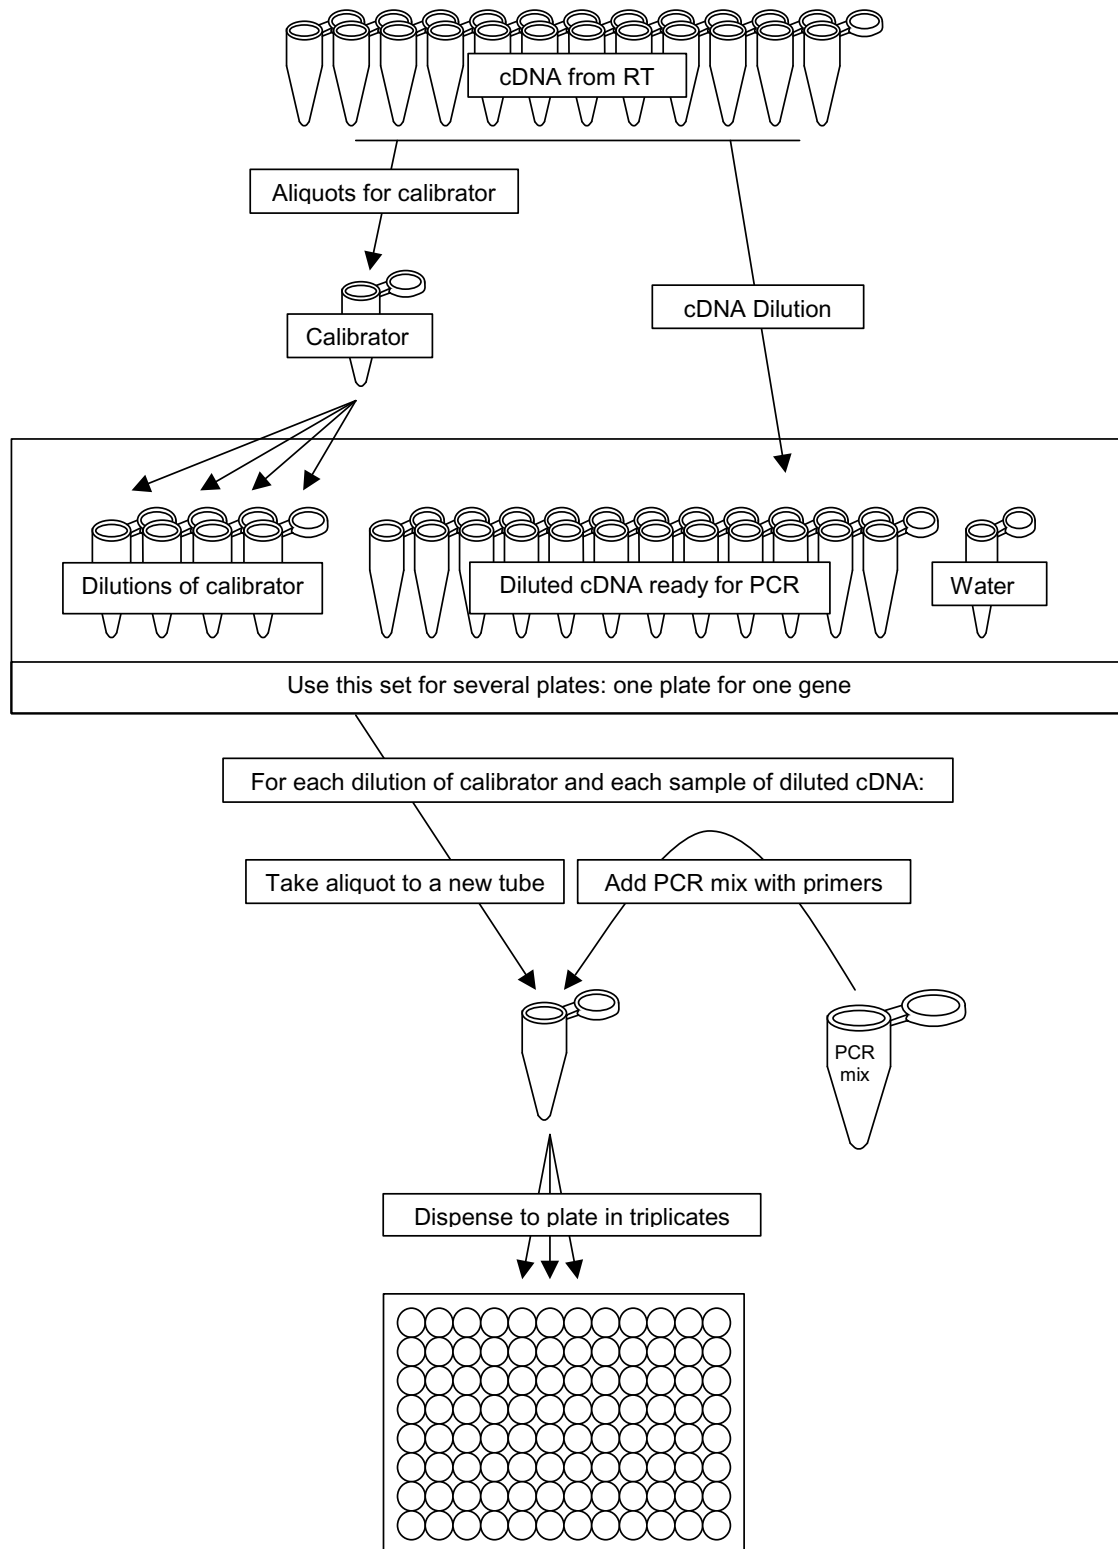 cDNA from RT
Aliquots for calibrator
cDNA Dilution
Calibrator
Dilutions of calibrator
Diluted cDNA ready for PCR
Water
Use this set for several plates: one plate for one gene
For each dilution of calibrator and each sample of diluted cDNA:
Take aliquot to a new tube
Add PCR mix with primers
PCR
mix
Dispense to plate in triplicates